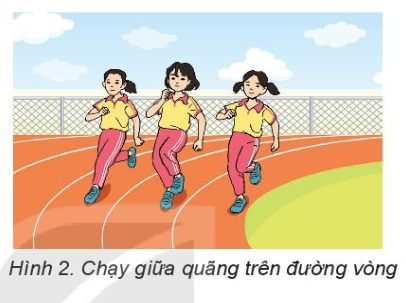 Hình 2. Chạy giữa quãng trên đường vòng